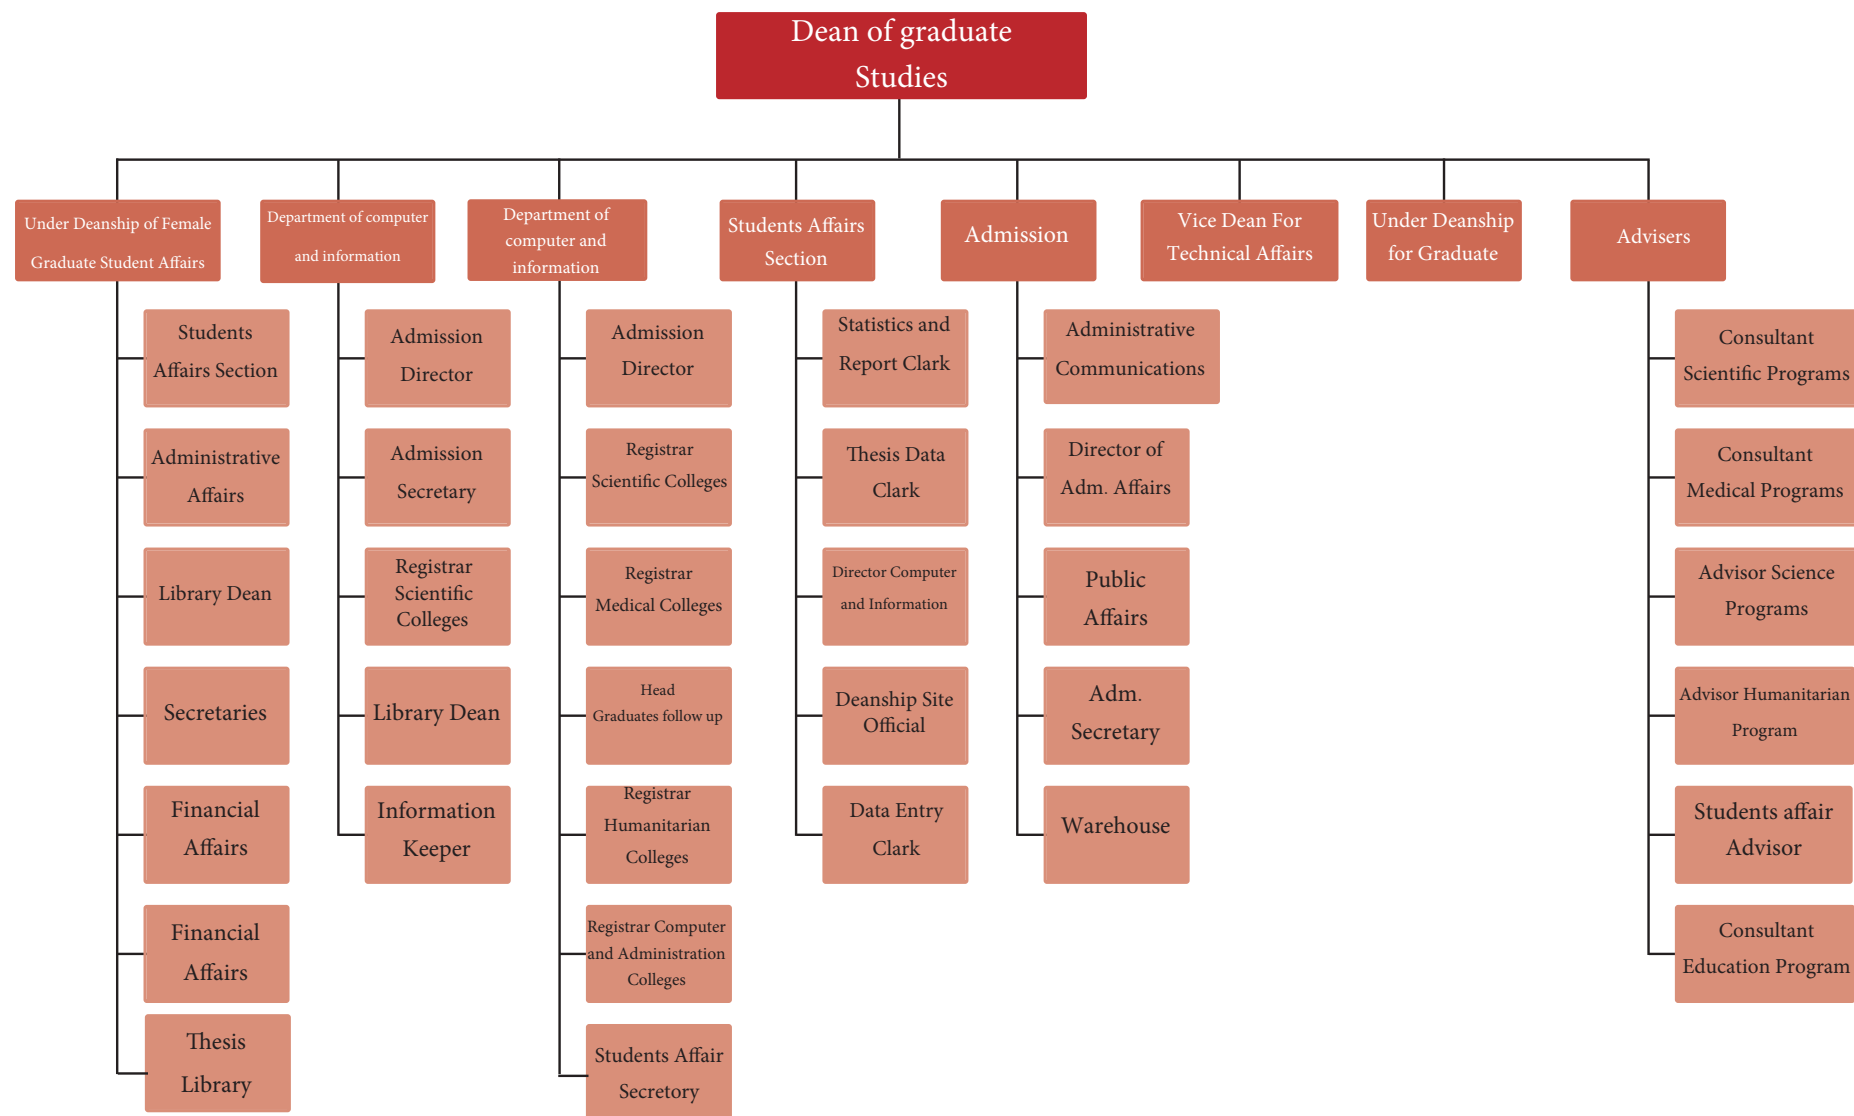 Dean of graduate
Studies
Under Deanship of Female
Graduate Student Affairs
Department of computer
and information
Department of
computer and
information
Students Affairs
Section
Admission
Vice Dean For
Technical Affairs
Under Deanship
for Graduate
Advisers
Students
Affairs Section
Administrative
Affairs
Library Dean
Secretaries
Financial
Affairs
Financial
Affairs
Thesis
Library
Admission
Director
Admission
Secretary
Registrar
Scientific
Colleges
Library Dean
Information
Keeper
Admission
Director
Registrar
Scientific Colleges
Registrar
Medical Colleges
Head
Graduates follow up
Registrar
Humanitarian
Colleges
Registrar Computer
and Administration
Colleges
Students Affair
Secretory
Statistics and
Report Clark
Thesis Data
Clark
Director Computer
and Information
Deanship Site
Official
Data Entry
Clark
Administrative
Communications
Director of
Adm. Affairs
Public
Affairs
Adm.
Secretary
Warehouse
Consultant
Scientific Programs
Consultant
Medical Programs
Advisor Science
Programs
Advisor Humanitarian
Program
Students affair
Advisor
Consultant
Education Program